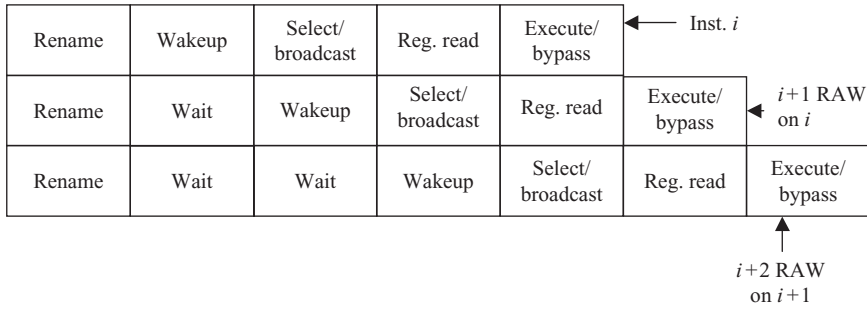 Rename Wakeup Select/ broadcast Reg. read Execute/ bypass Inst. i
Rename Wait Wakeup Select/ broadcast Reg. read Execute/ bypass i+1 RAW on i
Rename Wait Wait Wakeup Select/ broadcast Reg. read Execute/ bypass
i+2 RAW
on i+1